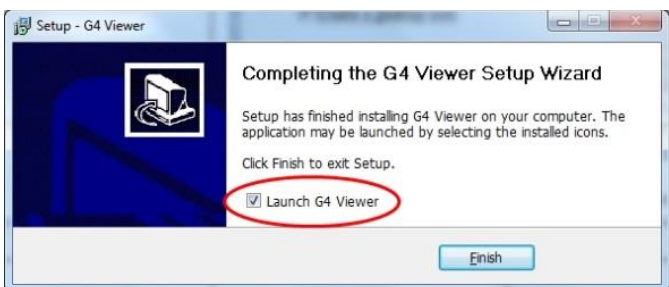 Setup - G4 Viewer
Completing the G4 Viewer Setup Wizard
Setup has finished installing G4 Viewer on your computer. The
application may be launched by selecting the installed icons.
Click Finish to exit Setup.
Launch G4 Viewer
Finish